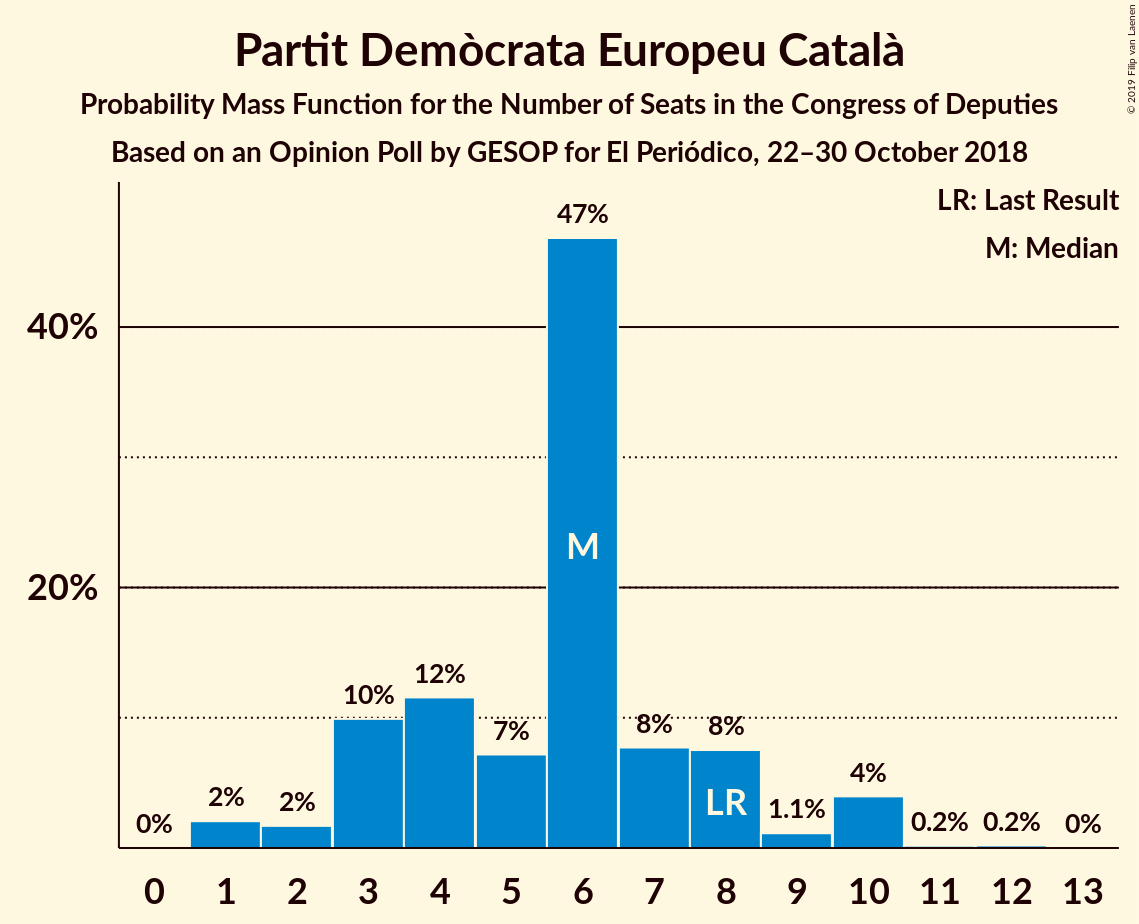 Partit Demòcrata Europeu Català
Probability Mass Function for the Number of Seats in the Congress of Deputies
Based on an Opinion Poll by GESOP for El Periódico, 22–30 October 2018
© 2019 Filip van Laenen
LR: Last Result
M: Median
40%
20%
0%
2%
2%
10%
12%
7%
47%
8%
8%
1.1%
4%
0.2%
0.2%
0%
M
LR
0 1 2 3 4 5 6 7 8 9 10 11 12 13